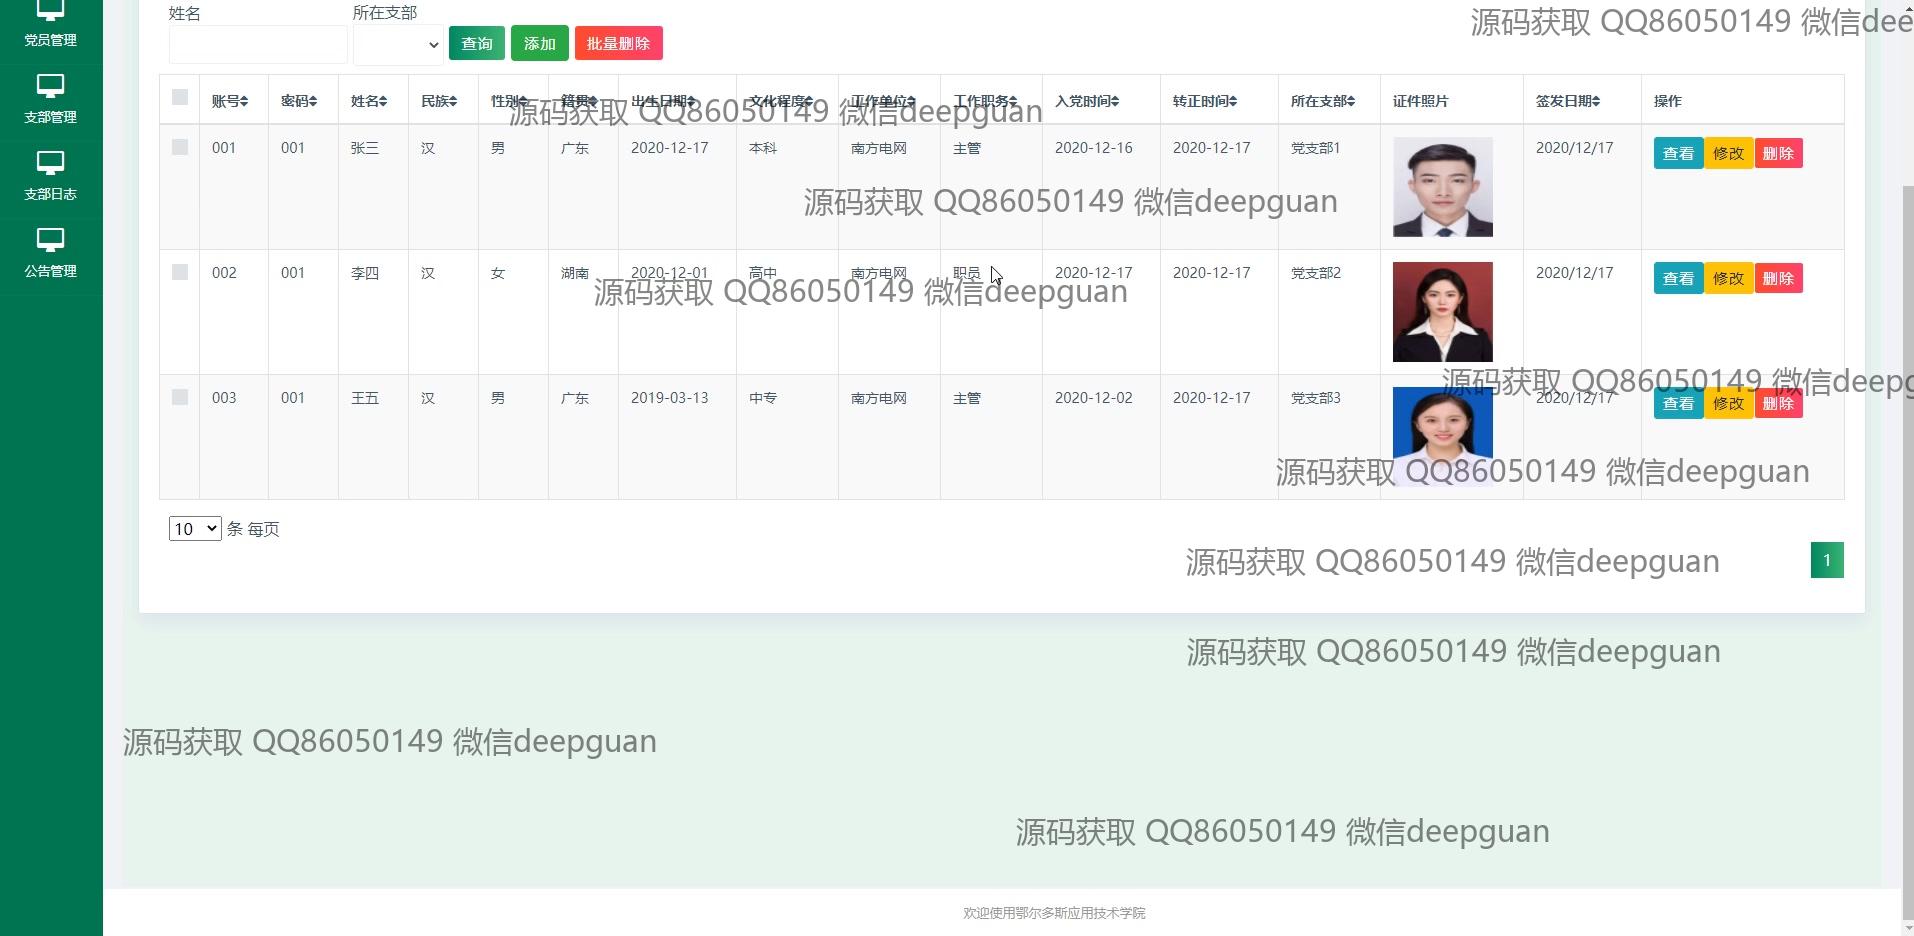 姓名 所在支部
党员管理
查询 添加 批量删除
源码获取 QQ86050149 微信dee
支部管理
支部日志
公告管理
账号 密码 姓名 民族 性别 籍贯 出生日期 文化程度 工作单位 工作职务 入党时间 转正时间 所在支部 证件照片 签发日期 操作
源码获取 QQ86050149 微信deepguan
001 001 张三 汉 男 广东 2020-12-17 本科 南方电网 主管 2020-12-16 2020-12-17 党支部1 2020/12/17 查看 修改 删除
源码获取 QQ86050149 微信deepguan
002 001 李四 汉 女 湖南 2020-12-01 高中 南方电网 职员 2020-12-17 2020-12-17 党支部2 2020/12/17 查看 修改 删除
源码获取 QQ86050149 微信deepguan
源码获取 QQ86050149 微信deepg
003 001 王五 汉 男 广东 2019-03-13 中专 南方电网 主管 2020-12-02 2020-12-17 党支部3 2020/12/17 查看 修改 删除
源码获取 QQ86050149 微信deepguan
10 条 每页
源码获取 QQ86050149 微信deepguan
1
源码获取 QQ86050149 微信deepguan
源码获取 QQ86050149 微信deepguan
源码获取 QQ86050149 微信deepguan
欢迎使用鄂尔多斯应用技术学院